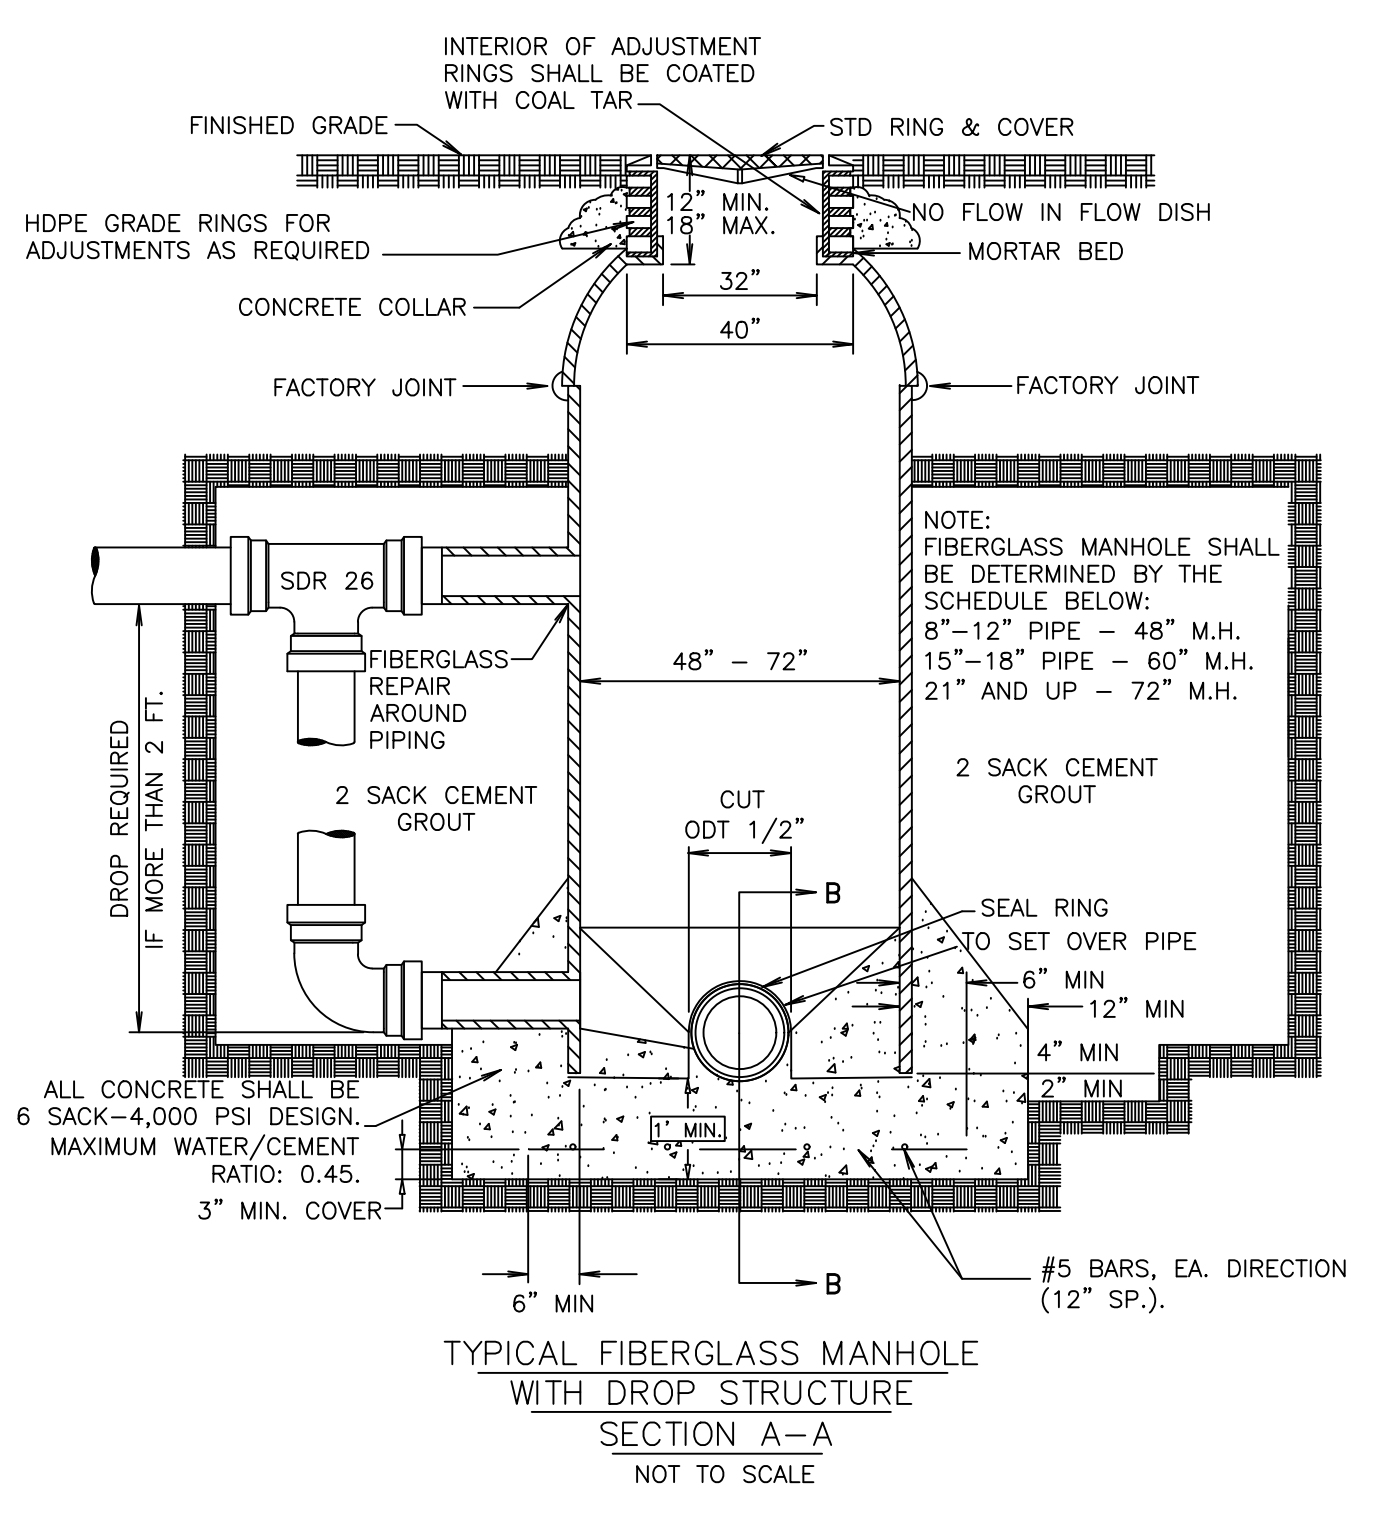 INTERIOR OF ADJUSTMENT
RINGS SHALL BE COATED
WITH COAL TAR
FINISHED GRADE
STD RING & COVER
12" MIN.
18" MAX.
NO FLOW IN FLOW DISH
HDPE GRADE RINGS FOR
ADJUSTMENTS AS REQUIRED
MORTAR BED
32"
CONCRETE COLLAR
40"
FACTORY JOINT
FACTORY JOINT
NOTE:
FIBERGLASS MANHOLE SHALL
BE DETERMINED BY THE
SCHEDULE BELOW:
8"-12" PIPE - 48" M.H.
15"-18" PIPE - 60" M.H.
21" AND UP - 72" M.H.
SDR 26
FIBERGLASS
REPAIR
AROUND
PIPING
48" - 72"
DROP REQUIRED
IF MORE THAN 2 FT.
2 SACK CEMENT
GROUT
2 SACK CEMENT
GROUT
CUT
ODT 1/2"
B
SEAL RING
TO SET OVER PIPE
6" MIN
12" MIN
4" MIN
2" MIN
ALL CONCRETE SHALL BE
6 SACK-4,000 PSI DESIGN.
MAXIMUM WATER/CEMENT
RATIO: 0.45.
1' MIN.
3" MIN. COVER
#5 BARS, EA. DIRECTION
(12" SP.).
B
6" MIN
TYPICAL FIBERGLASS MANHOLE
WITH DROP STRUCTURE
SECTION A-A
NOT TO SCALE